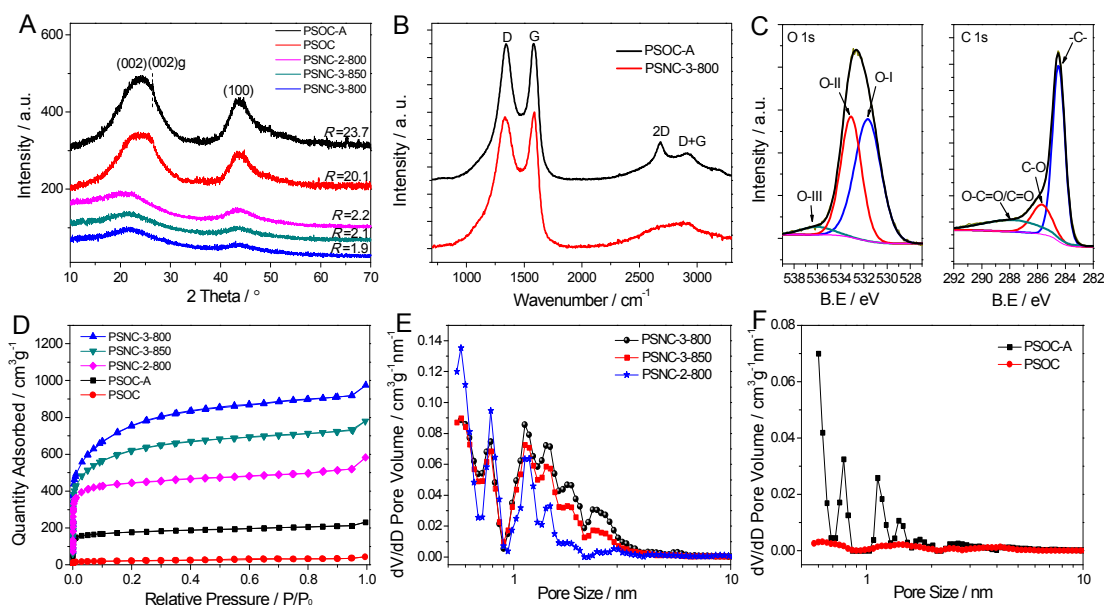 A
Intensity / a.u.
600
400
200
(002)
(002)g
(100)
PSOC-A
PSOC
PSNC-2-800
PSNC-3-850
PSNC-3-800
R=23.7
R=20.1
R=2.2
R=2.1
R=1.9
10 20 30 40 50 60 70
2 Theta / °
B
Intensity / a.u.
D
G
PSOC-A
PSNC-3-800
2D
D+G
1000 1500 2000 2500 3000
Wavenumber / cm-1
C
Intensity / a.u.
O 1s
O-II
O-I
O-III
538 536 534 532 530 528
B.E / eV
C 1s
-C-
C-O
O-C=O/C=O
292 290 288 286 284 282
B.E / eV
D
Quantity Adsorbed / cm3g-1
1200
1000
800
600
400
200
0
PSNC-3-800
PSNC-3-850
PSNC-2-800
PSOC-A
PSOC
0.0 0.2 0.4 0.6 0.8 1.0
Relative Pressure / P/P0
E
dV/dD Pore Volume / cm3g-1nm-1
0.14
0.12
0.10
0.08
0.06
0.04
0.02
0.00
PSNC-3-800
PSNC-3-850
PSNC-2-800
1 10
Pore Size / nm
F
dV/dD Pore Volume / cm3g-1nm-1
0.08
0.06
0.04
0.02
0.00
PSOC-A
PSOC
1 10
Pore Size / nm